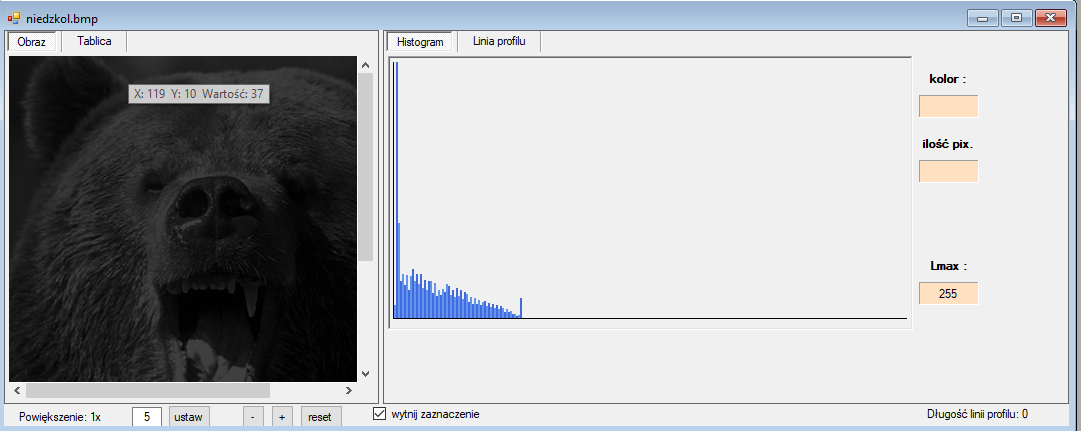 niedzkol.bmp
Obraz Tablica
X: 119 Y: 10 Wartość: 37
Powiększenie: 1x 5 ustaw - + reset
Histogram Linia profilu
kolor :
ilość pix.
Lmax :
255
wytnij zaznaczenie
Długość linii profilu: 0